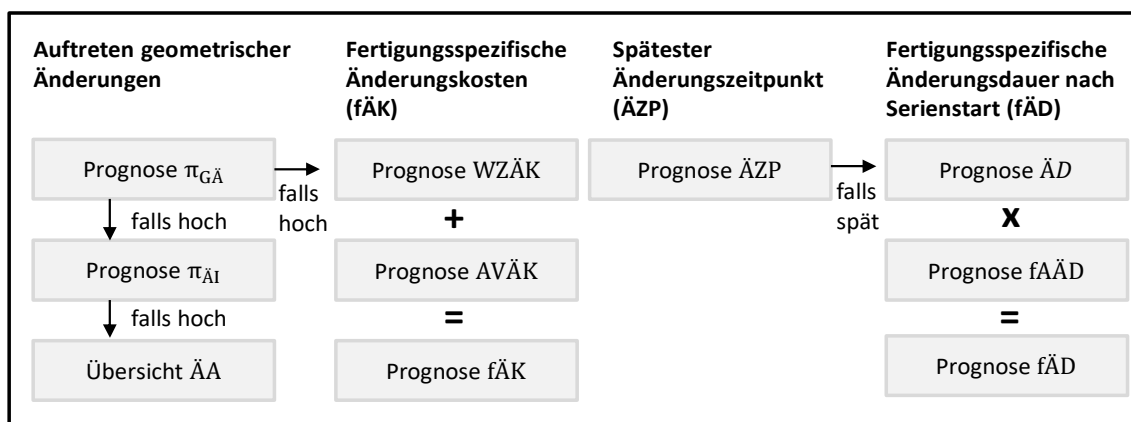 Auftreten geometrischer
Änderungen
Prognose π_GÄ
falls hoch
Prognose π_ÄI
falls hoch
Übersicht ÄA
falls
hoch
Fertigungsspezifische
Änderungskosten
(fÄK)
Prognose WZÄK
+
Prognose AVÄK
=
Prognose fÄK
Spätester
Änderungszeitpunkt
(ÄZP)
Prognose ÄZP
falls
spät
Fertigungsspezifische
Änderungsdauer nach
Serienstart (fÄD)
Prognose ÄD
x
Prognose fAÄD
=
Prognose fÄD